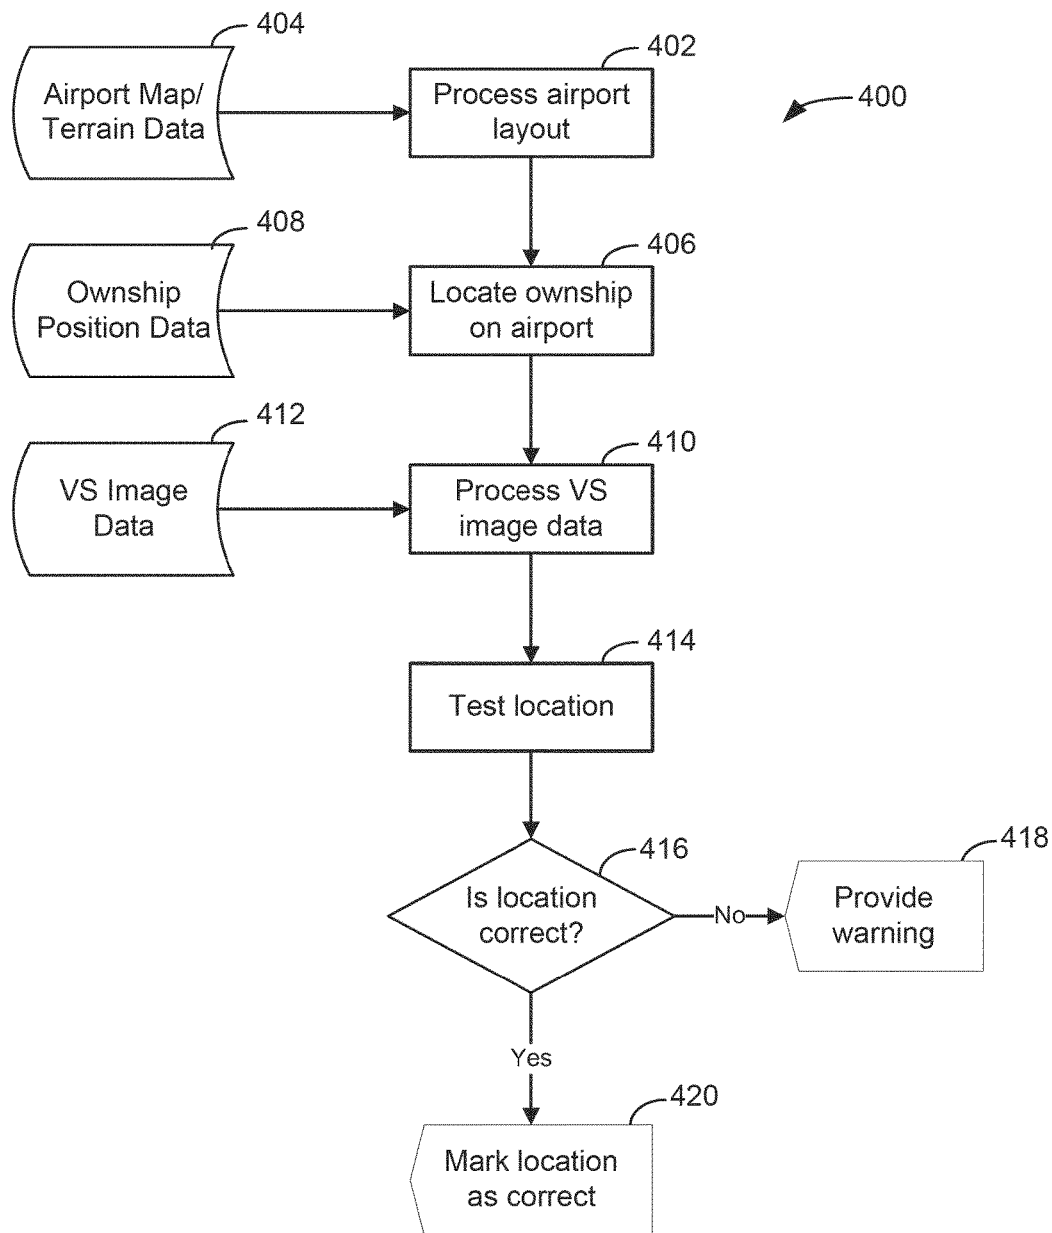 404
Airport Map/
Terrain Data
402
Process airport
layout
400
408
Ownship
Position Data
406
Locate ownship
on airport
412
VS Image
Data
410
Process VS
image data
414
Test location
416
Is location
correct?
No
418
Provide
warning
Yes
420
Mark location
as correct